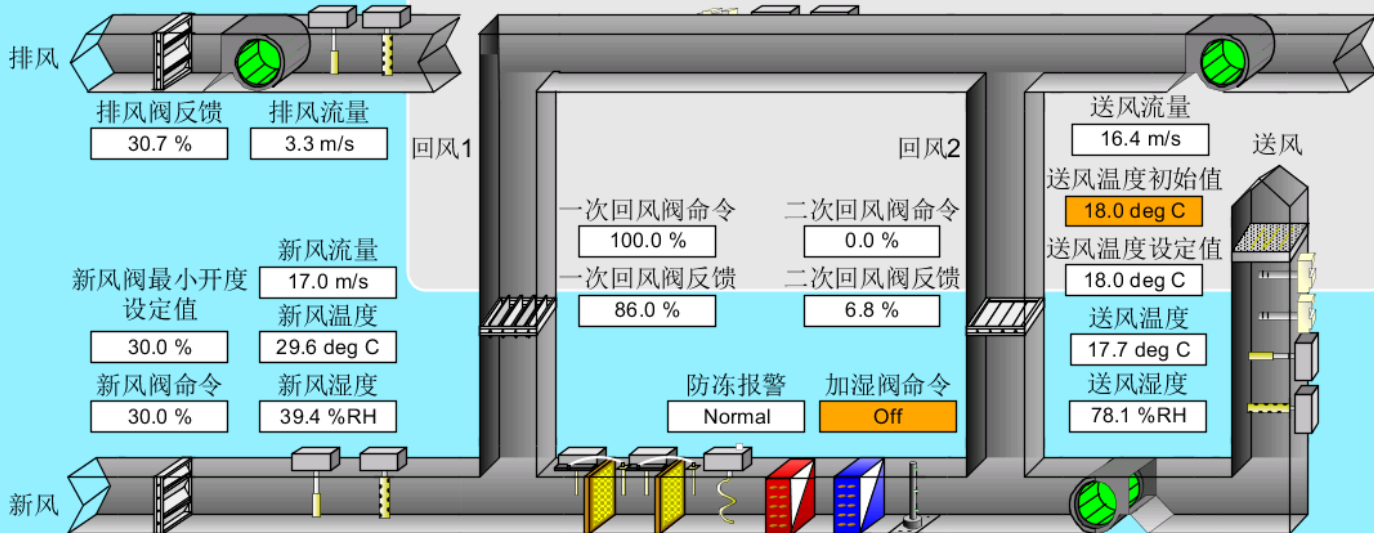 排风
排风阀反馈
30.7 %
排风流量
3.3 m/s
回风1
回风2
送风流量
16.4 m/s
送风
送风温度初始值
18.0 deg C
一次回风阀命令
100.0 %
二次回风阀命令
0.0 %
新风流量
17.0 m/s
送风温度设定值
18.0 deg C
新风阀最小开度
设定值
30.0 %
一次回风阀反馈
86.0 %
二次回风阀反馈
6.8 %
新风温度
29.6 deg C
送风温度
17.7 deg C
新风阀命令
30.0 %
新风湿度
39.4 %RH
防冻报警
Normal
加湿阀命令
Off
送风湿度
78.1 %RH
新风